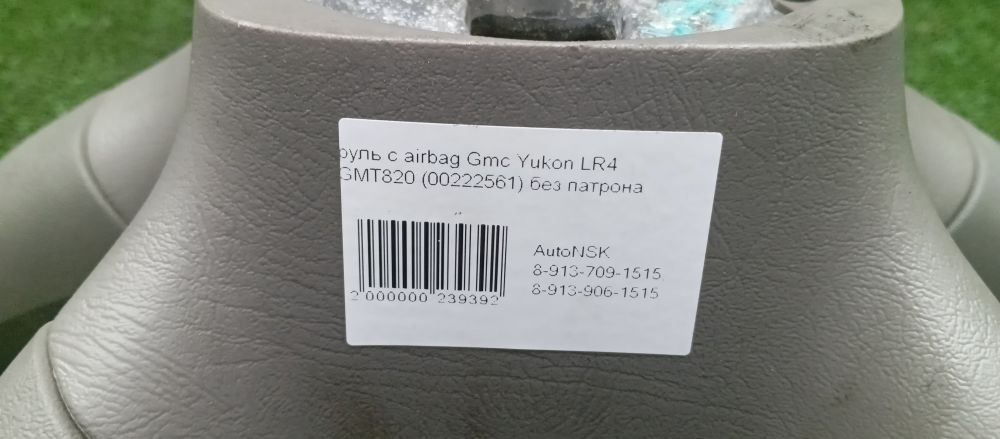 руль с airbag Gmc Yukon LR4
GMT820 (00222561) без патрона
AutoNSK
8-913-709-1515
8-913-906-1515
2 000000 239392